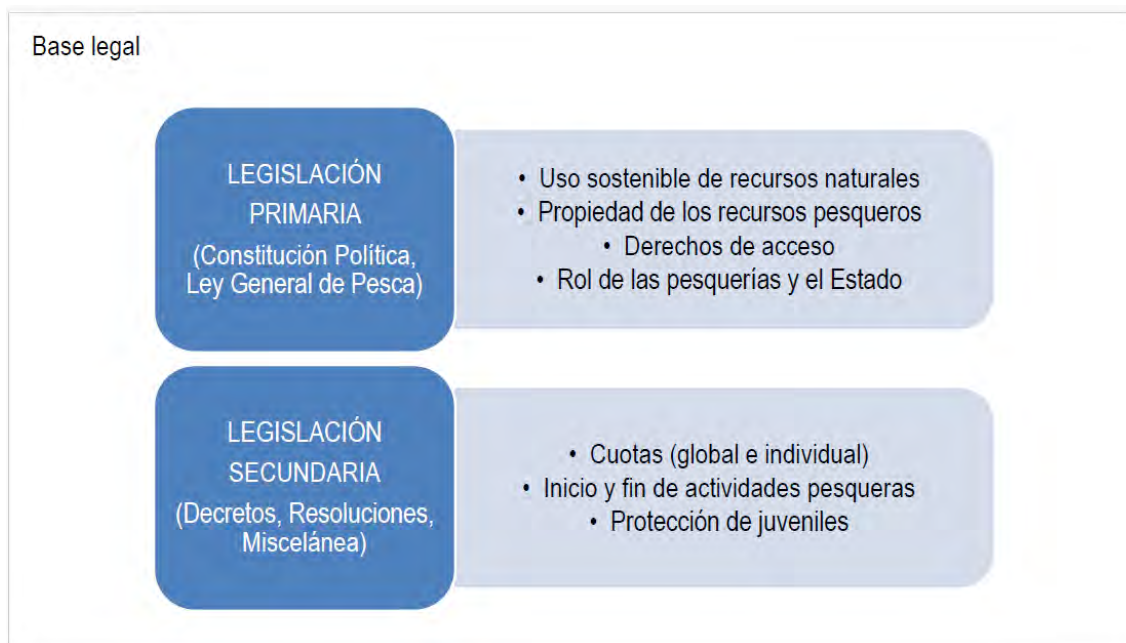 Base legal
LEGISLACIÓN
PRIMARIA
(Constitución Política,
Ley General de Pesca)
• Uso sostenible de recursos naturales
• Propiedad de los recursos pesqueros
• Derechos de acceso
• Rol de las pesquerías y el Estado
LEGISLACIÓN
SECUNDARIA
(Decretos, Resoluciones,
Miscelánea)
• Cuotas (global e individual)
• Inicio y fin de actividades pesqueras
• Protección de juveniles